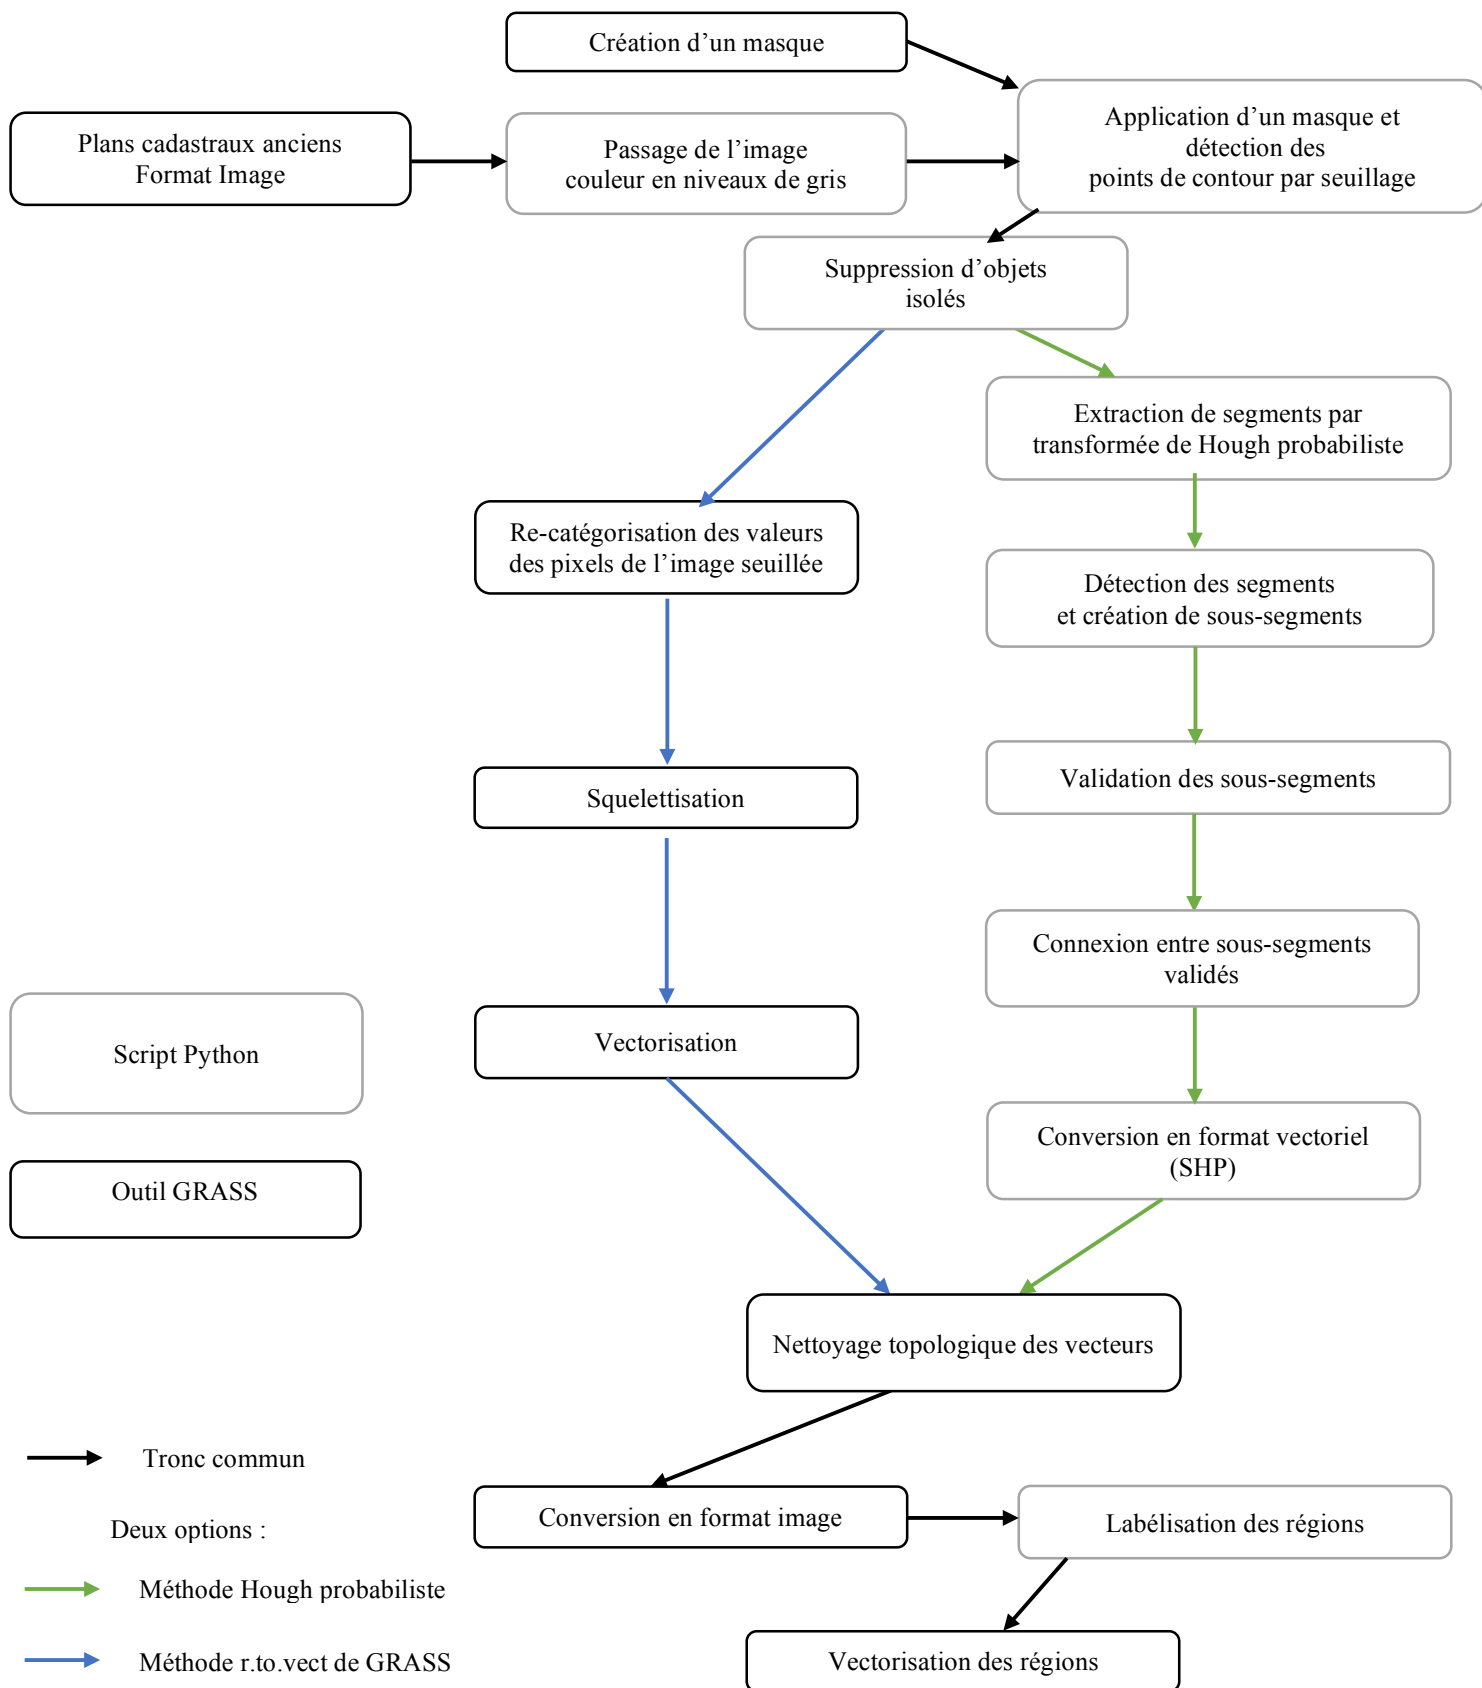 Création d’un masque
Plans cadastraux anciens
Format Image
Passage de l’image
couleur en niveaux de gris
Application d’un masque et
détection des
points de contour par seuillage
Suppression d’objets
isolés
Extraction de segments par
transformée de Hough probabiliste
Re-catégorisation des valeurs
des pixels de l’image seuillée
Détection des segments
et création de sous-segments
Squelettisation
Validation des sous-segments
Connexion entre sous-segments
validés
Vectorisation
Script Python
Conversion en format vectoriel
(SHP)
Outil GRASS
Nettoyage topologique des vecteurs
Tronc commun
Conversion en format image
Labélisation des régions
Deux options :
Méthode Hough probabiliste
Méthode r.to.vect de GRASS
Vectorisation des régions